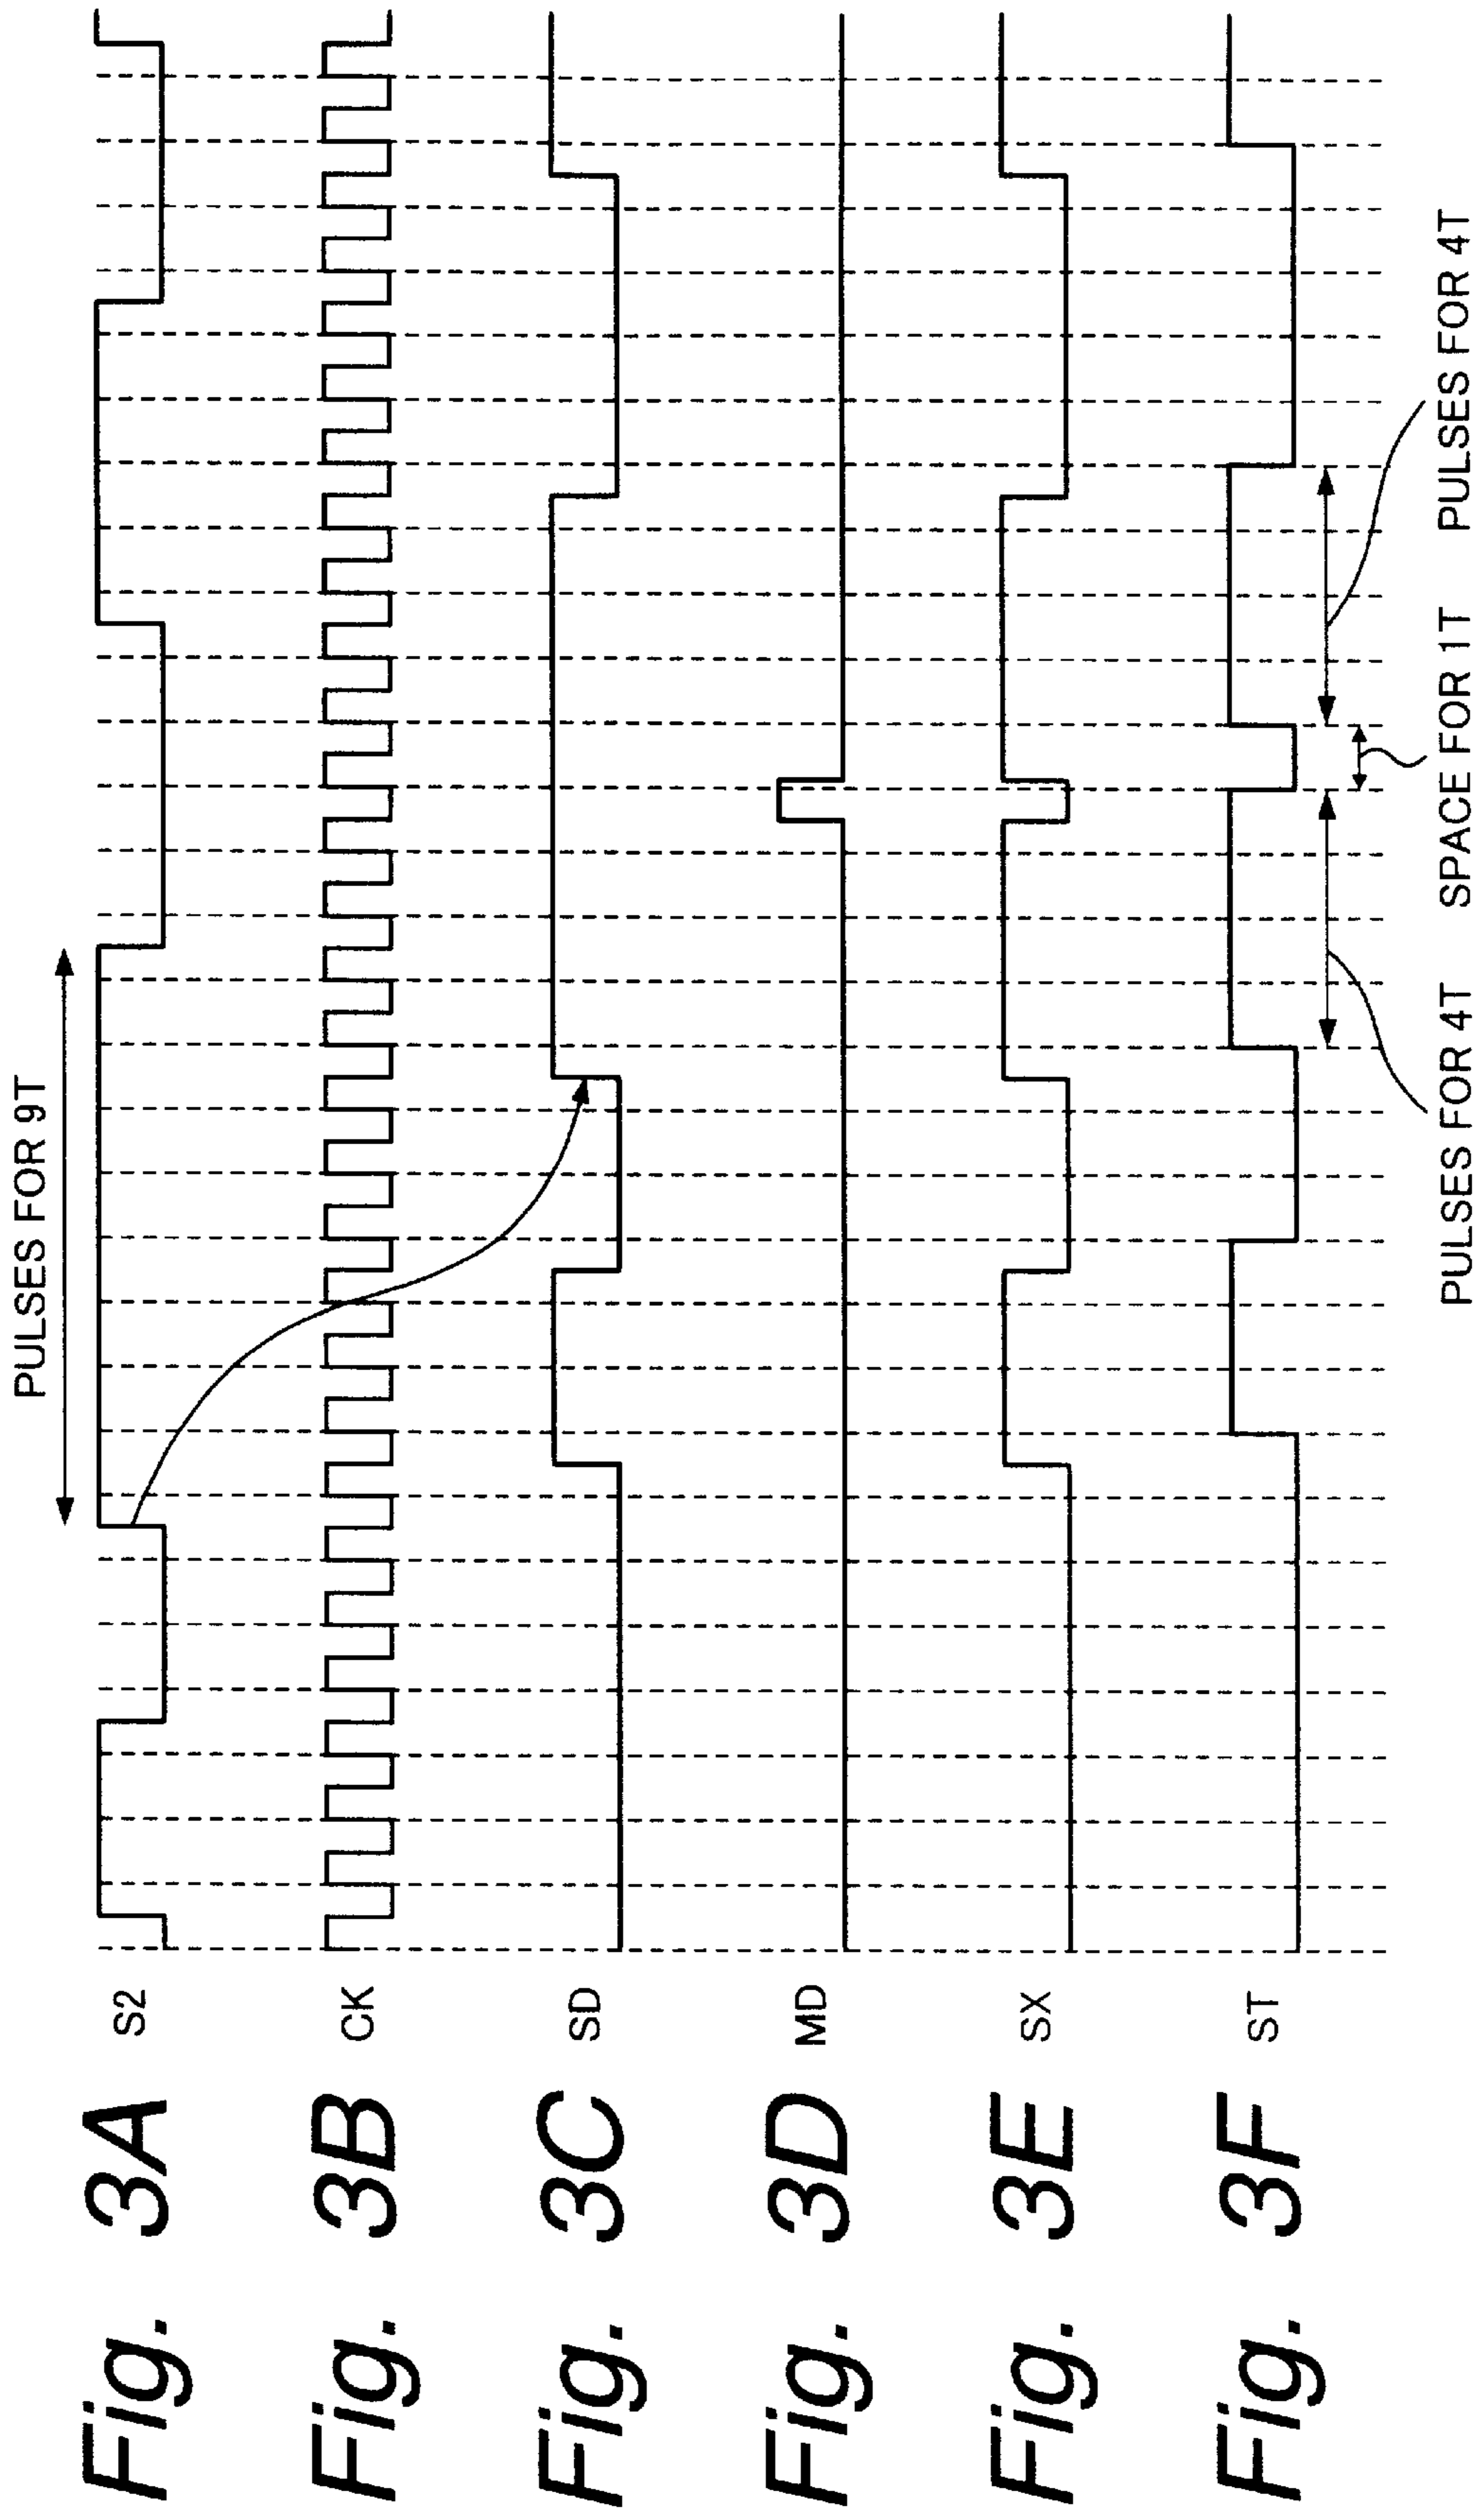 PULSES FOR 9T
Fig. 3A S2
Fig. 3B CK
Fig. 3C SD
Fig. 3D MD
Fig. 3E SX
Fig. 3F ST
PULSES FOR 4T SPACE FOR 1T PULSES FOR 4T